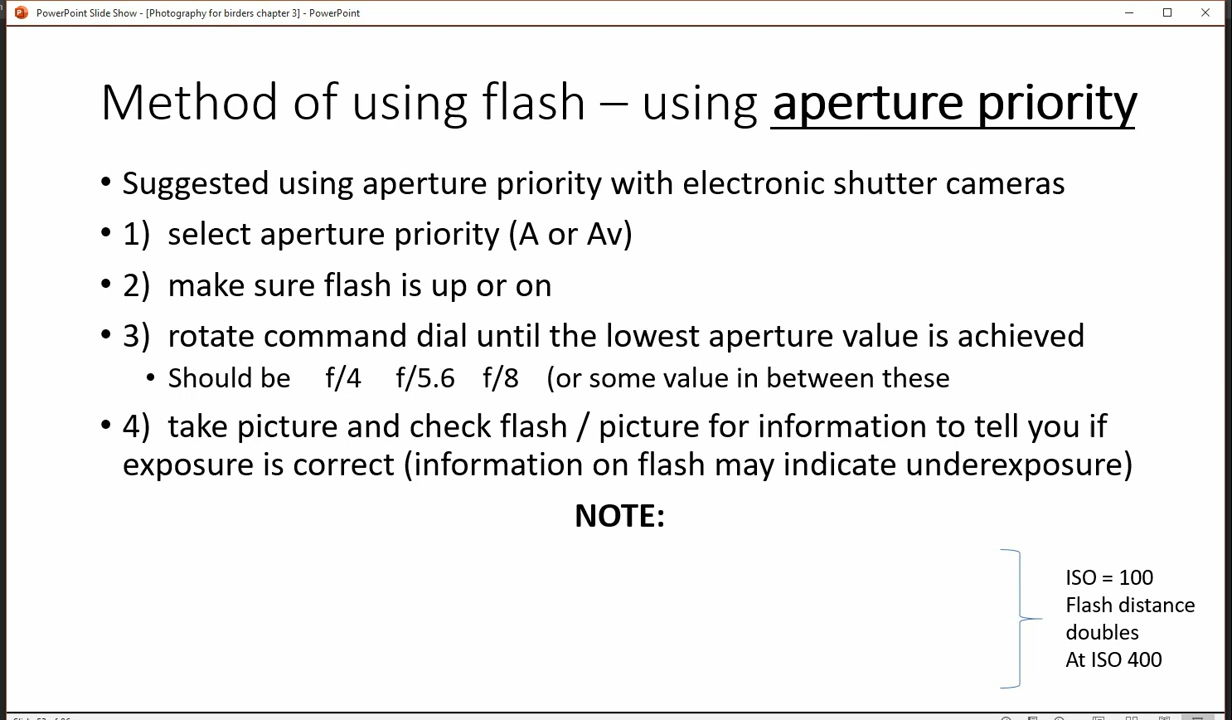 PowerPoint Slide Show - [Photography for birders chapter 3] - PowerPoint
Method of using flash – using aperture priority
• Suggested using aperture priority with electronic shutter cameras
• 1) select aperture priority (A or Av)
• 2) make sure flash is up or on
• 3) rotate command dial until the lowest aperture value is achieved
• Should be f/4 f/5.6 f/8 (or some value in between these
• 4) take picture and check flash / picture for information to tell you if
exposure is correct (information on flash may indicate underexposure)
NOTE:
ISO = 100
Flash distance
doubles
At ISO 400